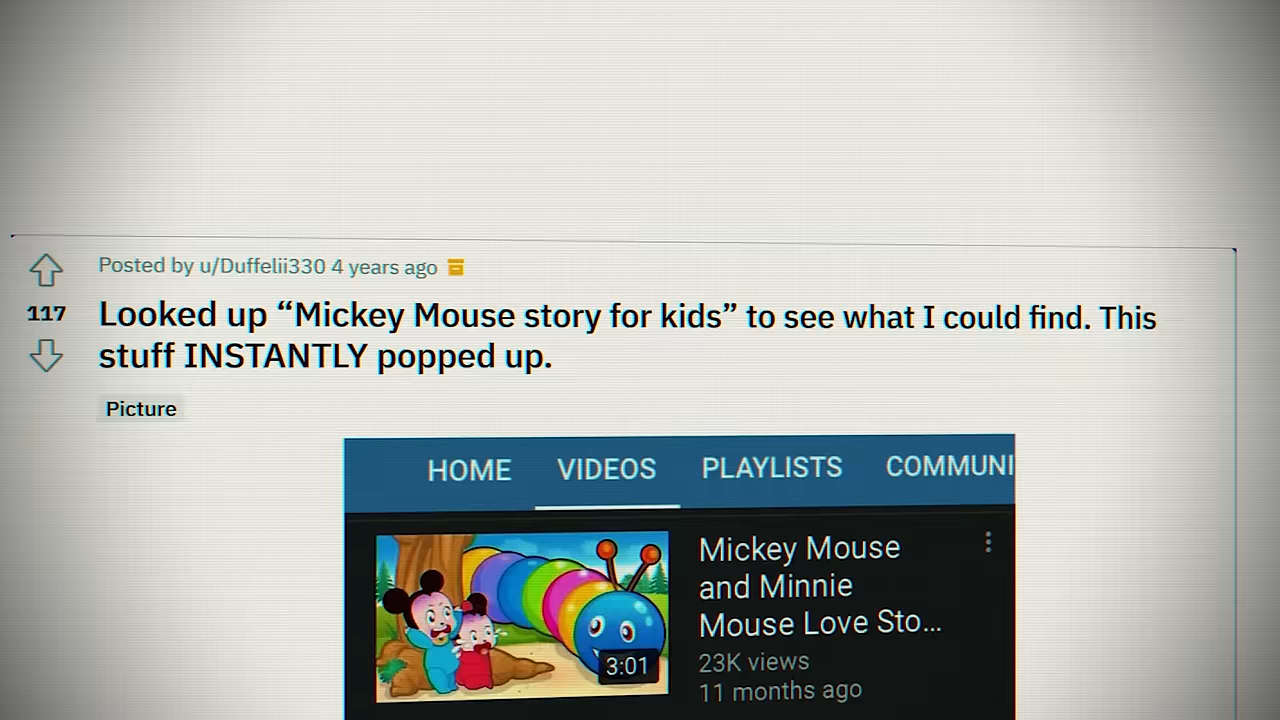 Posted by u/Duffelii330 4 years ago
117
Looked up “Mickey Mouse story for kids” to see what I could find. This
stuff INSTANTLY popped up.
Picture
HOME VIDEOS PLAYLISTS COMMUNI
Mickey Mouse
and Minnie
Mouse Love Sto...
3:01
23K views
11 months ago